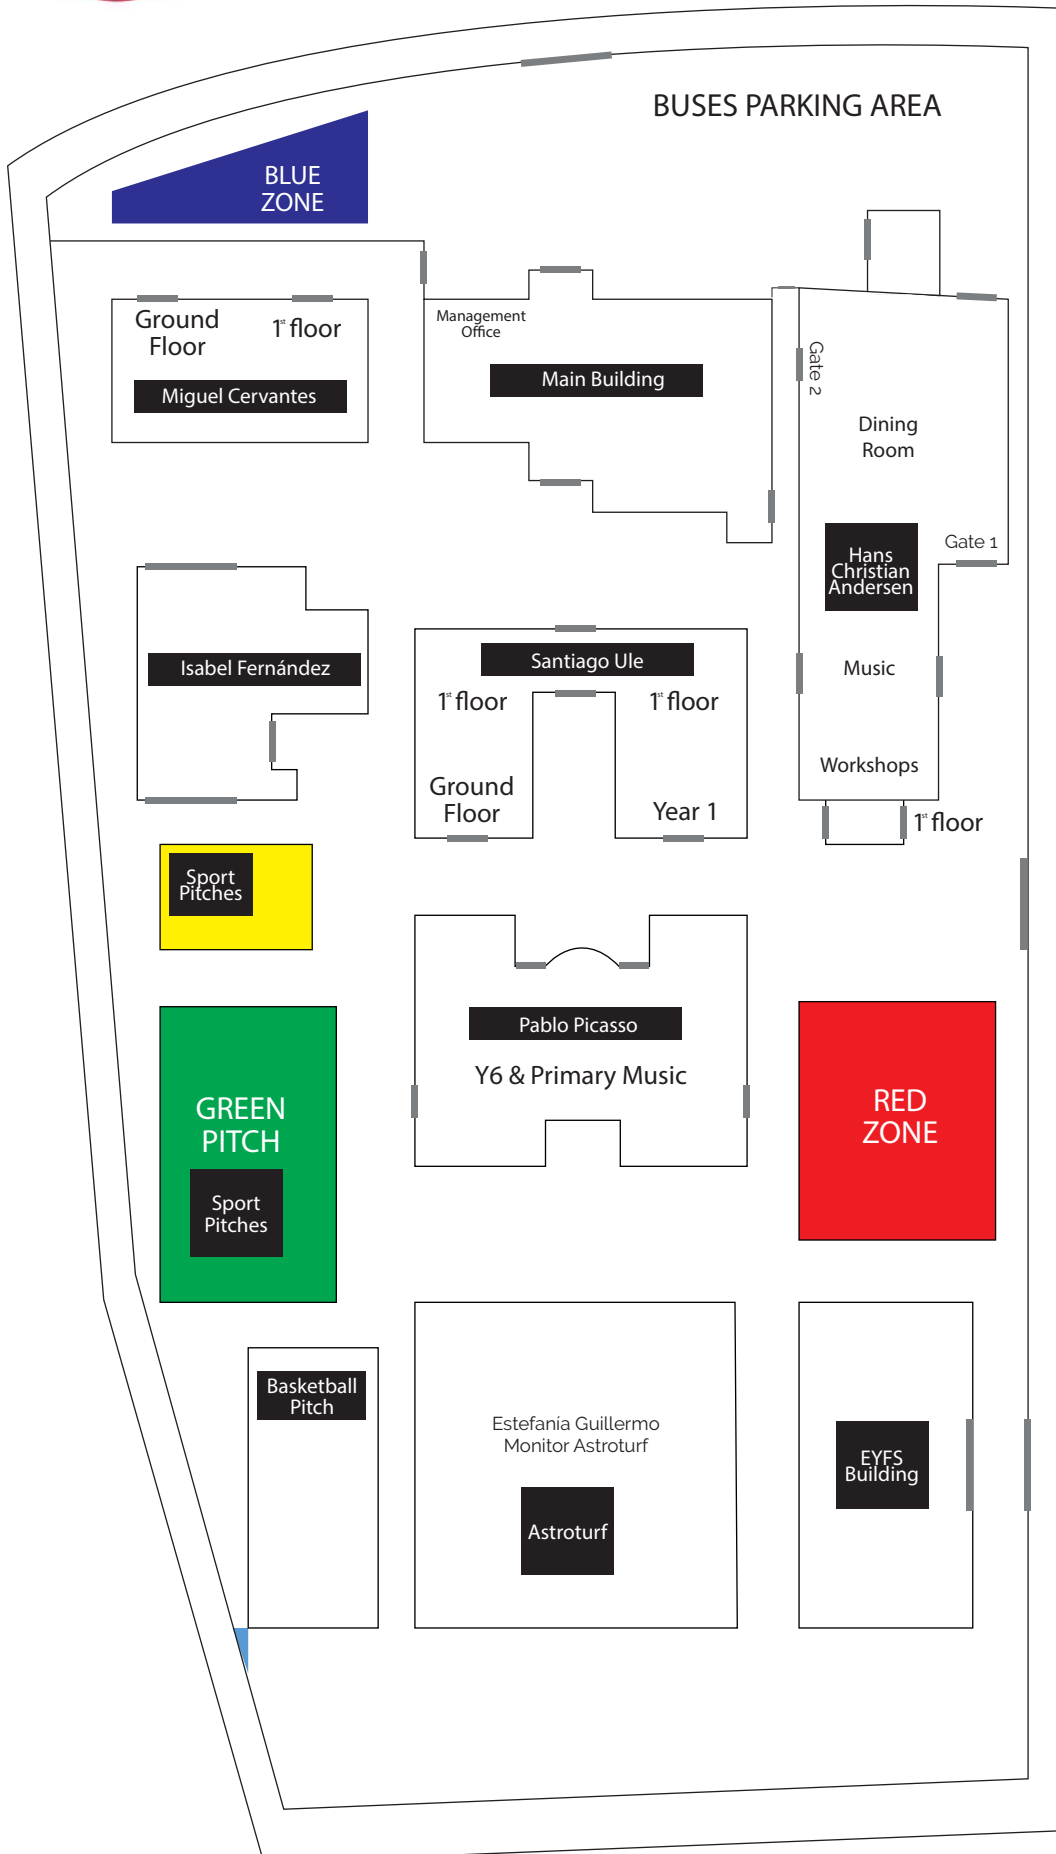 BUSES PARKING AREA
BLUE
ZONE
Ground
Floor
1st floor
Miguel Cervantes
Management
Office
Main Building
Gate 2
Dining
Room
Hans
Christian
Andersen
Gate 1
Isabel Fernández
Santiago Ule
1st floor
1st floor
Ground
Floor
Year 1
Music
Workshops
1st floor
Sport
Pitches
Pablo Picasso
Y6 & Primary Music
GREEN
PITCH
Sport
Pitches
RED
ZONE
Basketball
Pitch
Estefanía Guillermo
Monitor Astroturf
Astroturf
EYFS
Building